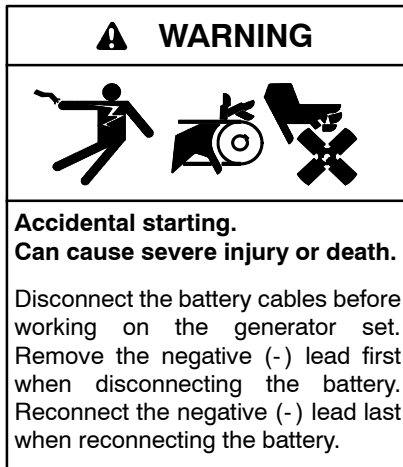 WARNING
Accidental starting.
Can cause severe injury or death.
Disconnect the battery cables before
working on the generator set.
Remove the negative (-) lead first
when disconnecting the battery.
Reconnect the negative (-) lead last
when reconnecting the battery.